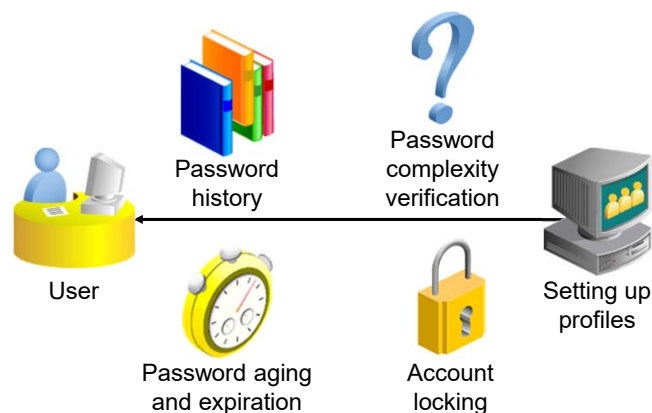 Password
history
Password
complexity
verification
User
Setting up
profiles
Password aging
and expiration
Account
locking